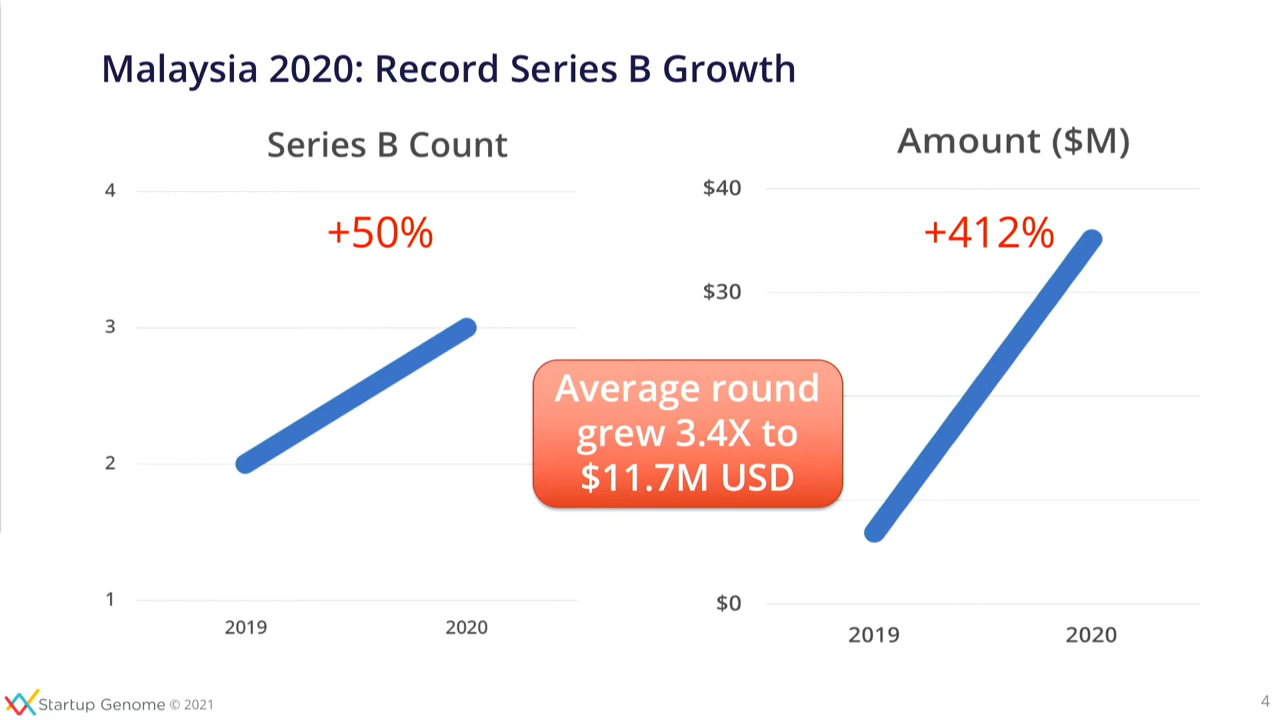 Malaysia 2020: Record Series B Growth
Series B Count
4
+50%
3
2
1
2019 2020
Amount ($M)
$40
+412%
$30
$0
2019 2020
Average round
grew 3.4X to
$11.7M USD
Startup Genome © 2021
4